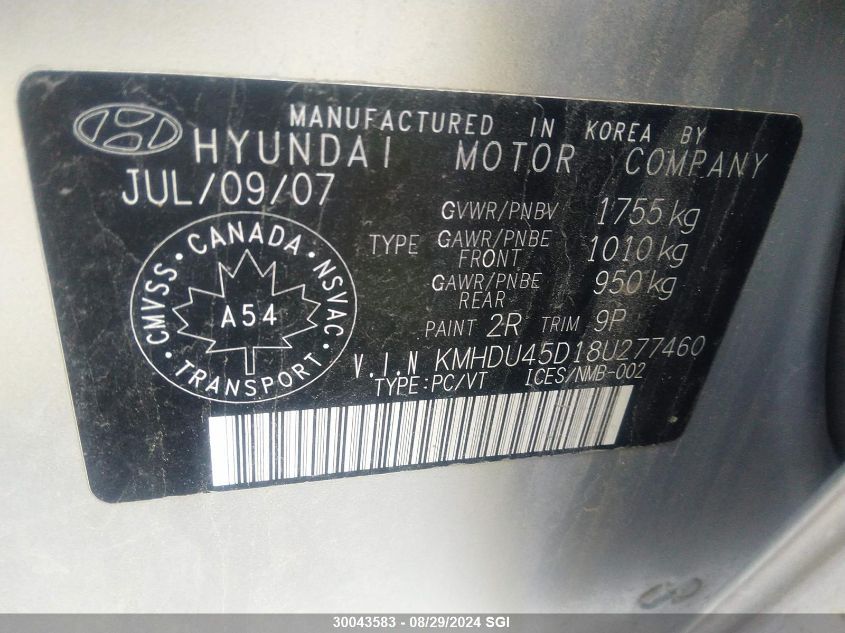 MANUFACTURED IN KOREA BY
HYUNDAI MOTOR COMPANY
JUL/09/07
GVWR/PNBV 1755 kg
TYPE GAWR/PNBE FRONT 1010 kg
GAWR/PNBE REAR 950 kg
PAINT 2R TRIM 9P
V.I.N KMHDU45D18U277460
TYPE:PC/VT ICES/NMB-002
CMVSS • CANADA • NSVAC
A54
• TRANSPORT •
30043583 - 08/29/2024 SGI